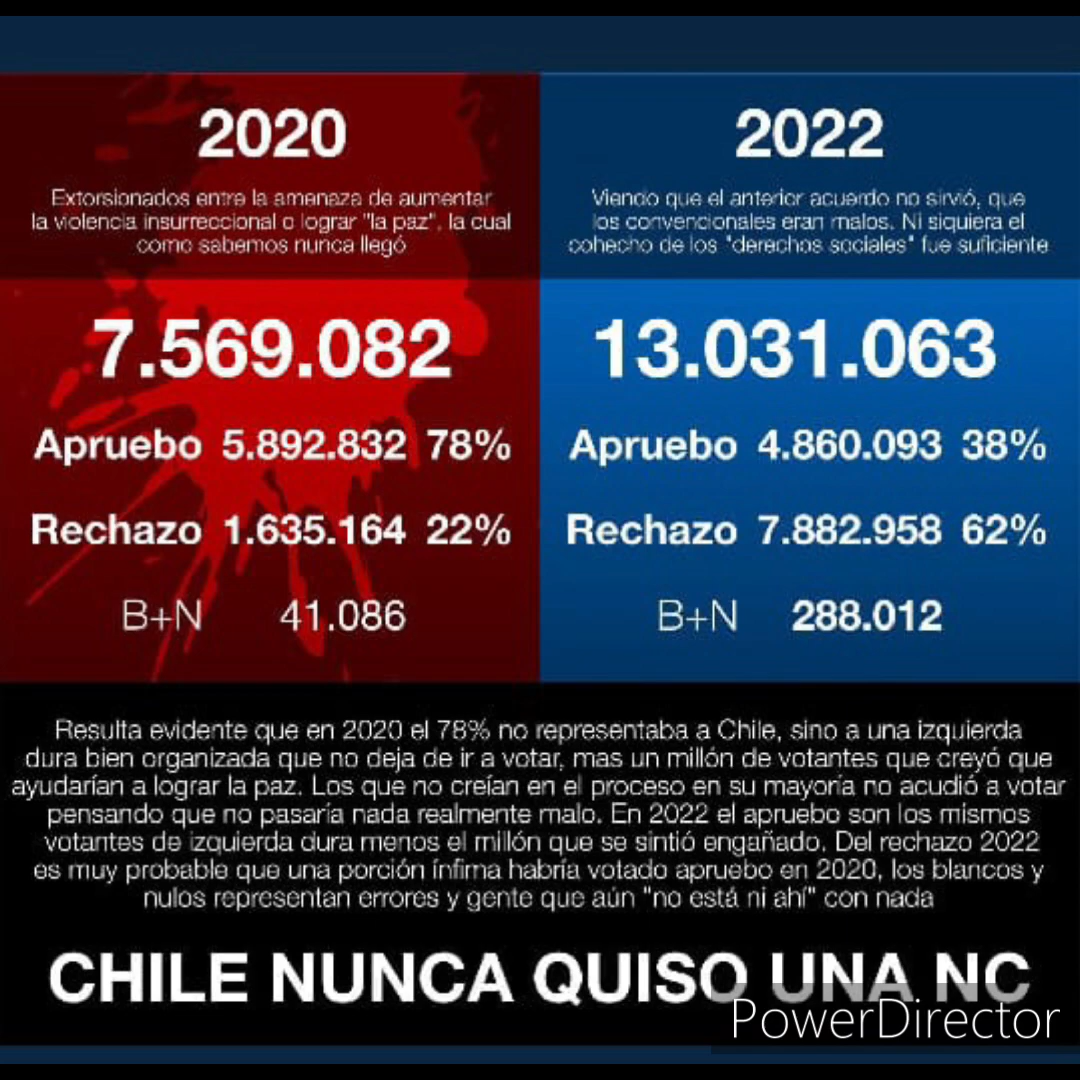 2020
Extorsionados entre la amenaza de aumentar
la violencia insurreccional o lograr "la paz", la cual
como sabemos nunca llegó
7.569.082
Apruebo 5.892.832 78%
Rechazo 1.635.164 22%
B+N 41.086
2022
Viendo que el anterior acuerdo no sirvió, que
los convencionales eran malos. Ni siquiera el
cohecho de los "derechos sociales" fue suficiente
13.031.063
Apruebo 4.860.093 38%
Rechazo 7.882.958 62%
B+N 288.012
Resulta evidente que en 2020 el 78% no representaba a Chile, sino a una izquierda
dura bien organizada que no deja de ir a votar, mas un millón de votantes que creyó que
ayudarían a lograr la paz. Los que no creían en el proceso en su mayoría no acudió a votar
pensando que no pasaría nada realmente malo. En 2022 el apruebo son los mismos
votantes de izquierda dura menos el millón que se sintió engañado. Del rechazo 2022
es muy probable que una porción ínfima habría votado apruebo en 2020, los blancos y
nulos representan errores y gente que aún "no está ni ahí" con nada
CHILE NUNCA QUISO UNA NC
PowerDirector